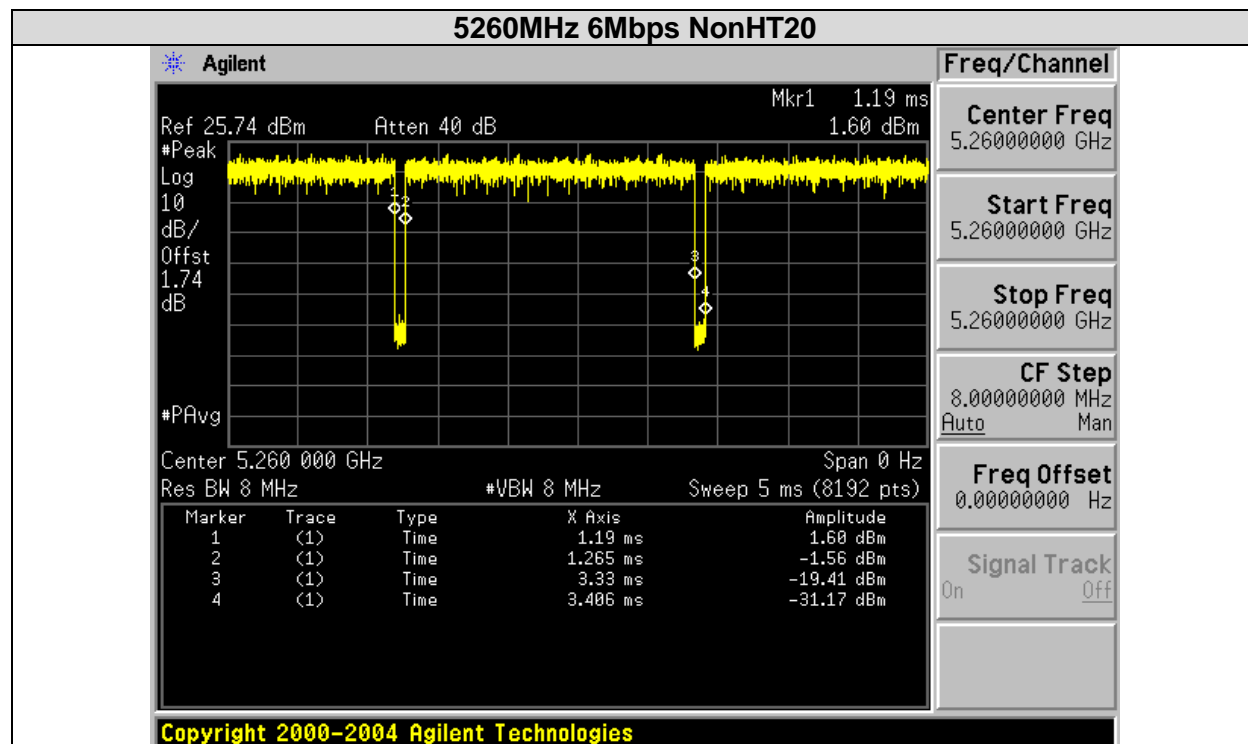 5260MHz 6Mbps NonHT20
Agilent
Freq/Channel
Mkr1 1.19 ms
Ref 25.74 dBm Atten 40 dB 1.60 dBm
#Peak
Log
10
dB/
Offst
1.74
dB
#PAvg
1
2
3
4
Center 5.260 000 GHz Span 0 Hz
Res BW 8 MHz #VBW 8 MHz Sweep 5 ms (8192 pts)
Marker Trace Type X Axis Amplitude
1 (1) Time 1.19 ms 1.60 dBm
2 (1) Time 1.265 ms -1.56 dBm
3 (1) Time 3.33 ms -19.41 dBm
4 (1) Time 3.406 ms -31.17 dBm
Center Freq
5.26000000 GHz
Start Freq
5.26000000 GHz
Stop Freq
5.26000000 GHz
CF Step
8.00000000 MHz
Auto Man
Freq Offset
0.00000000 Hz
Signal Track
On Off
Copyright 2000-2004 Agilent Technologies